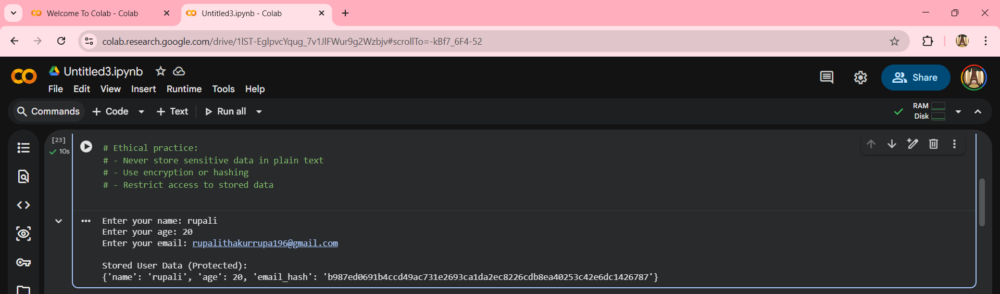 Welcome To Colab - Colab
Untitled3.ipynb - Colab
colab.research.google.com/drive/1lST-EglpvcYqug_7v1JlFWur9g2Wzbjv#scrollTo=-kBf7_6F4-52
CO
Untitled3.ipynb
Share
File Edit View Insert Runtime Tools Help
Commands + Code + Text Run all
RAM
Disk
[23]
10s
# Ethical practice:
# - Never store sensitive data in plain text
# - Use encryption or hashing
# - Restrict access to stored data
Enter your name: rupali
Enter your age: 20
Enter your email: rupalithakurrupa196@gmail.com
Stored User Data (Protected):
{'name': 'rupali', 'age': 20, 'email_hash': 'b987ed0691b4ccd49ac731e2693ca1da2ec8226cdb8ea40253c42e6dc1426787'}